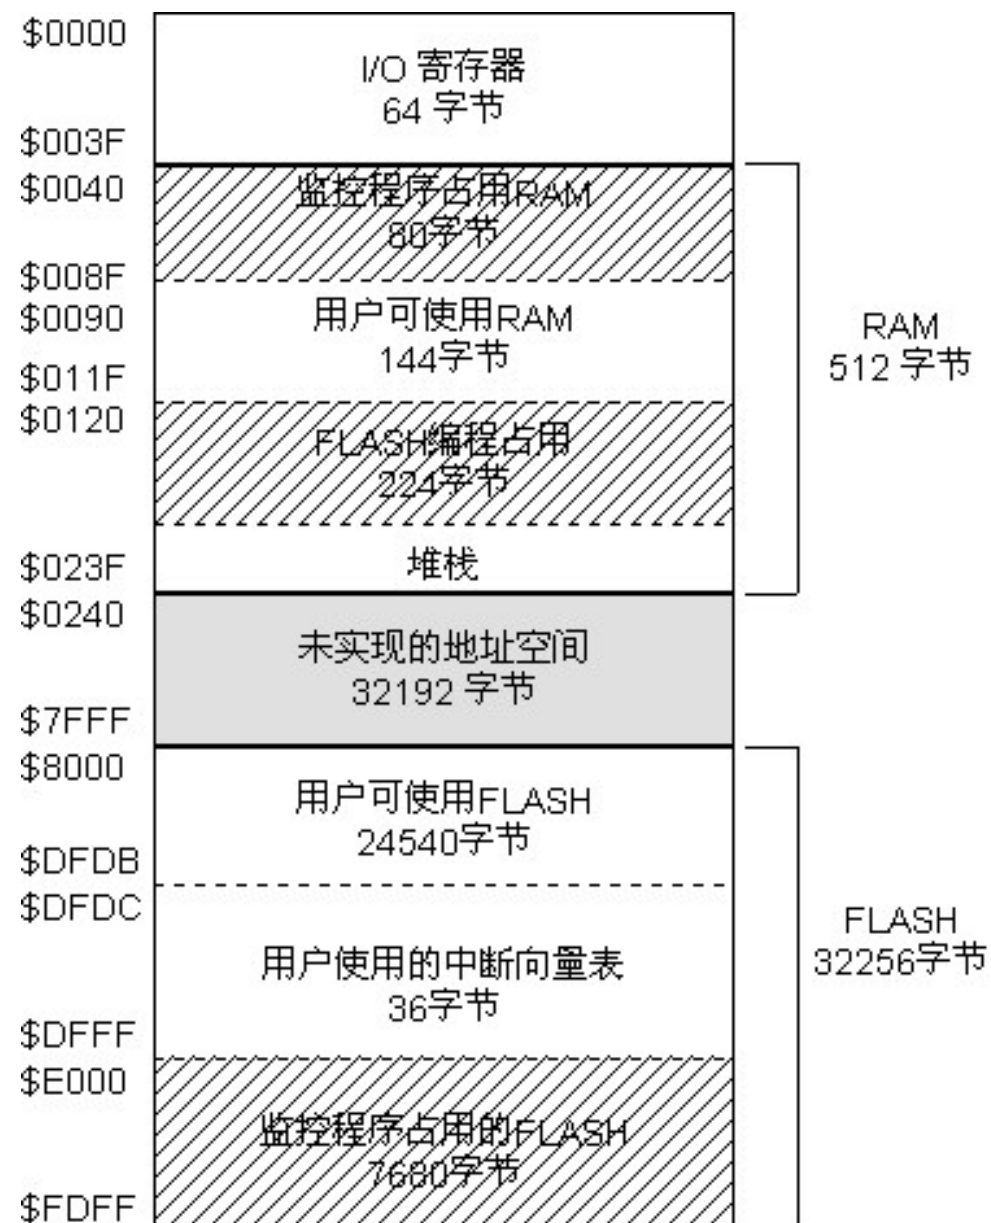 $0000
I/O 寄存器
64 字节
$003F
$0040
监控程序占用RAM
80字节
$008F
$0090
用户可使用RAM
144字节
$011F
RAM
512 字节
$0120
FLASH编程占用
224字节
$023F
堆栈
$0240
未实现的地址空间
32192 字节
$7FFF
$8000
用户可使用FLASH
24540字节
$DFDB
$DFDC
用户使用的中断向量表
36字节
$DFFF
FLASH
32256字节
$E000
监控程序占用的FLASH
7680字节
$FDFF